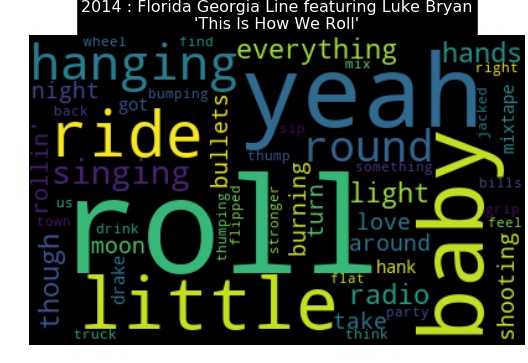 2014 : Florida Georgia Line featuring Luke Bryan
'This Is How We Roll'
wheel find everything hands
hanging mix right
night bumping yeah
back got jacked mixtape
ride bullets sip round
rollin' singing thump something
us roll light baby bills
town drink thumping flipped stronger burning turn love grip
though moon around feel
drake hank shooting
little flat radio
truck take think party